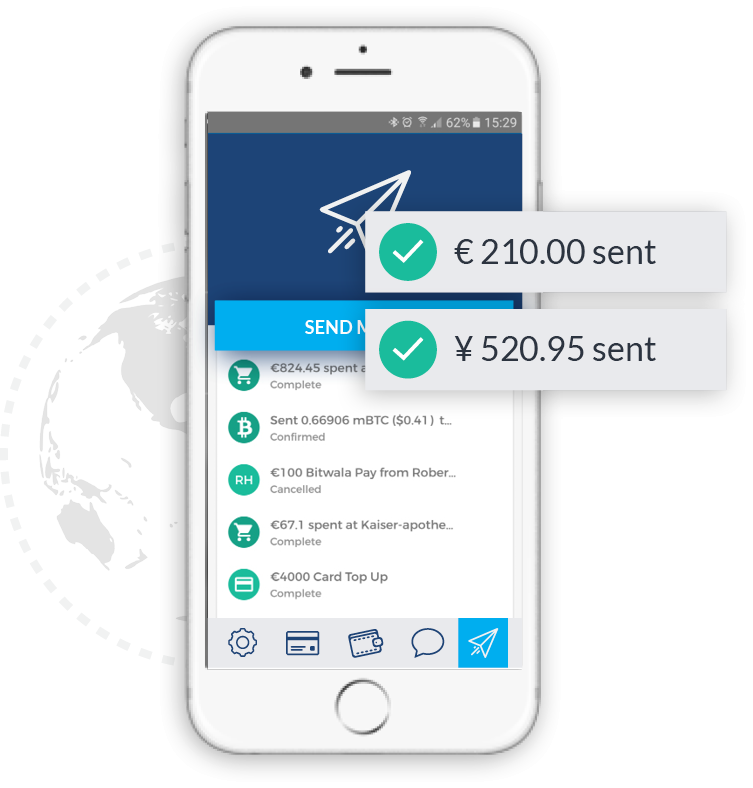 62% 15:29
€ 210.00 sent
SEND
¥ 520.95 sent
€824.45 spent
Complete
Sent 0.66906 mBTC ($0.41) t...
Confirmed
RH
€100 Bitwala Pay from Rober...
Cancelled
€67.1 spent at Kaiser-apothe...
Complete
€4000 Card Top Up
Complete